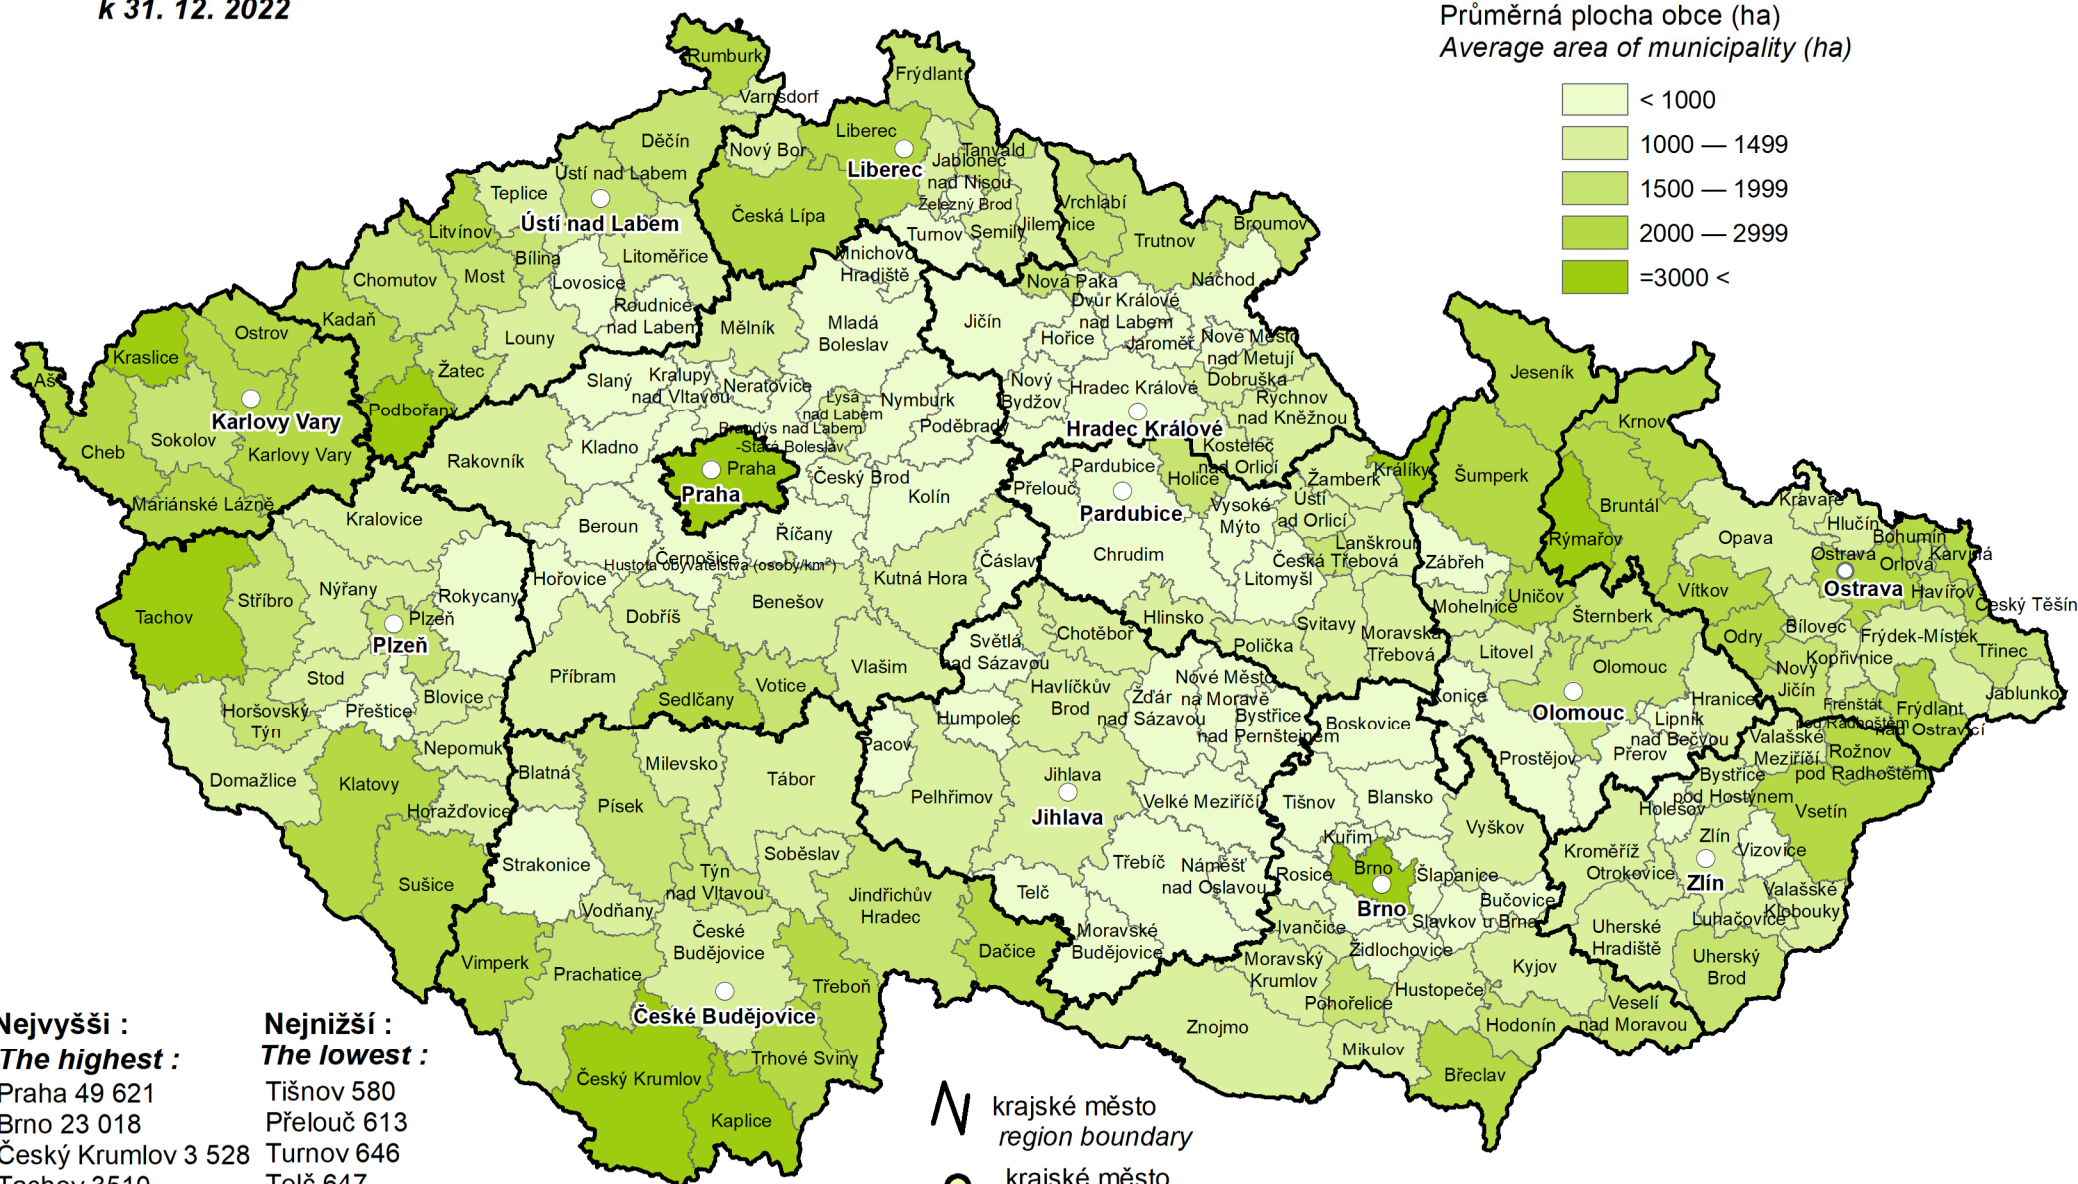 k 31. 12. 2022
Průměrná plocha obce (ha)
Average area of municipality (ha)
< 1000
1000 — 1499
1500 — 1999
2000 — 2999
=3000 <
Rumburk
Varnsdorf
Frýdlant
Děčín
Nový Bor
Liberec
Liberec
Tanvald
Jablonec
nad Nisou
Železný Brod
Ústí nad Labem
Teplice
Ústí nad Labem
Česká Lípa
Turnov
Semily
Jilemnice
Vrchlabí
Trutnov
Broumov
Litvínov
Bílina
Litoměřice
Mnichovo
Hradiště
Chomutov
Most
Lovosice
Náchod
Nová Paka
Roudnice
nad Labem
Dvůr Králové
nad Labem
Kadaň
Ostrov
Louny
Mělník
Mladá
Boleslav
Jičín
Hořice
Jaroměř
Nové Město
nad Metují
Kraslice
Aš
Žatec
Slaný
Kralupy
nad Vltavou
Neratovice
Lysá
nad Labem
Nymburk
Nový
Bydžov
Hradec Králové
Dobruška
Rychnov
nad Kněžnou
Jeseník
Podbořany
Karlovy Vary
Hradec Králové
Krnov
Brandýs nad Labem
-Stará Boleslav
Poděbrady
Cheb
Sokolov
Karlovy Vary
Rakovník
Kladno
Praha
Praha
Český Brod
Kolín
Kostelec
nad Orlicí
Pardubice
Přelouč
Holice
Pardubice
Žamberk
Králíky
Šumperk
Mariánské Lázně
Kralovice
Beroun
Říčany
Vysoké
Mýto
Ústí
ad Orlicí
Bruntál
Kravaře
Hlučín
Bohumín
Rýmařov
Opava
Ostrava
Orlová
Karviná
Černošice
Hustota obyvatelstva (osoby/km²)
Čáslav
Chrudim
Lanškroun
Česká Třebová
Zábřeh
Hořovice
Kutná Hora
Litomyšl
Nýřany
Rokycany
Stříbro
Tachov
Plzeň
Plzeň
Dobříš
Benešov
Hlinsko
Svitavy
Mohelnice
Uničov
Šternberk
Vítkov
Ostrava
Havířov
Český Těšín
Světlá
nad Sázavou
Chotěboř
Polička
Moravská
Třebová
Litovel
Olomouc
Odry
Bílovec
Frýdek-Místek
Kopřivnice
Třinec
Stod
Příbram
Sedlčany
Votice
Vlašim
Havlíčkův
Brod
Žďár
nad Sázavou
Nové Město
na Moravě
Nový
Jičín
Jablunko
Blovice
Přeštice
Horšovský
Týn
Humpolec
Bystřice
nad Pernštejnem
Boskovice
Konice
Olomouc
Hranice
Lipník
nad Bečvou
Frenštát
pod Radhoštěm
Frýdlant
nad Ostravicí
Nepomuk
Pacov
Prostějov
Přerov
Valašské
Meziříčí
Rožnov
pod Radhoštěm
Domažlice
Klatovy
Horažďovice
Blatná
Milevsko
Tábor
Písek
Pelhřimov
Jihlava
Jihlava
Velké Meziříčí
Tišnov
Blansko
Bystřice
pod Hostýnem
Holešov
Vsetín
Vyškov
Kuřim
Zlín
Vizovice
Zlín
Strakonice
Soběslav
Třebíč
Náměšť
nad Oslavou
Rosice
Brno
Brno
Šlapanice
Kroměříž
Otrokovice
Sušice
Týn
nad Vltavou
Jindřichův
Hradec
Telč
Bučovice
Slavkov u Brna
Valašské
Klobouky
Luhačovice
Vodňany
České
Budějovice
Moravské
Budějovice
Ivančice
Židlochovice
Uherské
Hradiště
Vimperk
Prachatice
Dačice
Moravský
Krumlov
Kyjov
Uherský
Brod
Třeboň
Pohořelice
Hustopeče
České Budějovice
Znojmo
Hodonín
Veselí
nad Moravou
Trhové Sviny
Mikulov
Břeclav
Český Krumlov
Kaplice
Nejvyšši :
The highest :
Praha 49 621
Brno 23 018
Český Krumlov 3 528
Tachov 3510
Nejnižší :
The lowest :
Tišnov 580
Přelouč 613
Turnov 646
Telč 647
krajské město
region boundary
krajské město